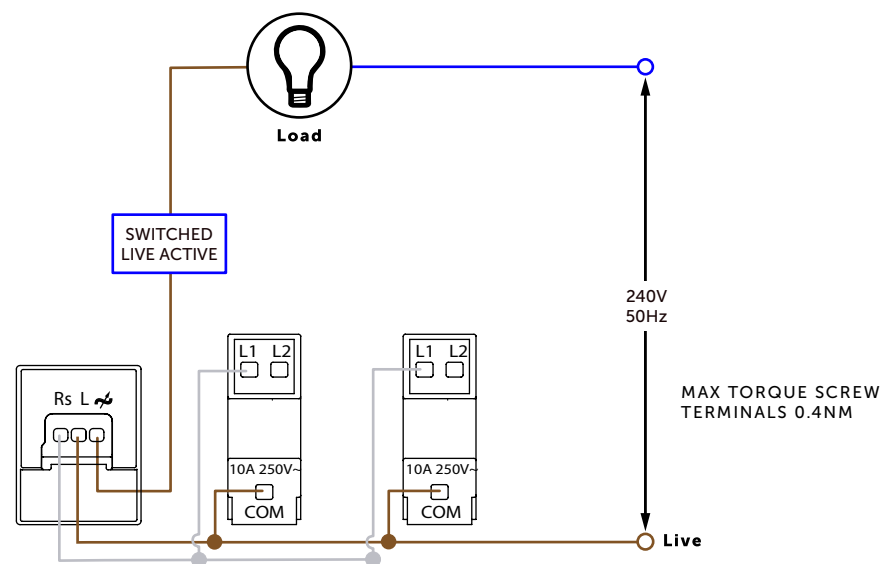 Load
SWITCHED
LIVE ACTIVE
240V
50Hz
MAX TORQUE SCREW
TERMINALS 0.4NM
Rs L
L1 L2
10A 250V~
COM
L1 L2
10A 250V~
COM
Live